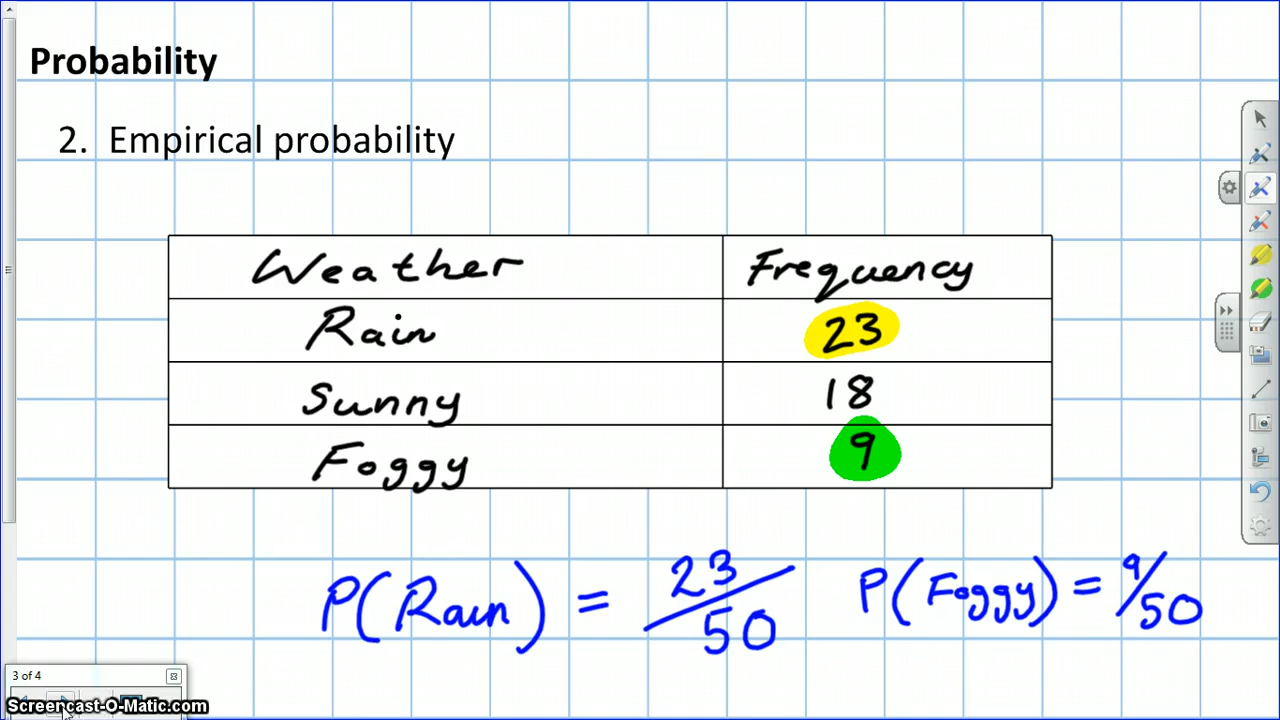 Probability
2. Empirical probability
Weather Frequency
Rain 23
Sunny 18
Foggy 9
P(Rain) = 23/50 P(Foggy) = 9/50
3 of 4
Screencast-O-Matic.com